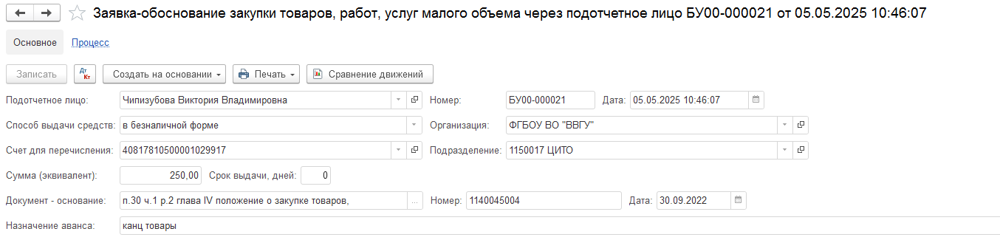 Заявка-обоснование закупки товаров, работ, услуг малого объема через подотчетное лицо БУ00-000021 от 05.05.2025 10:46:07
Основное Процесс
Записать Дт Кт Создать на основании Печать Сравнение движений
Подотчетное лицо: Чипизубова Виктория Владимировна Номер: БУ00-000021 Дата: 05.05.2025 10:46:07
Способ выдачи средств: в безналичной форме Организация: ФГБОУ ВО "ВВГУ"
Счет для перечисления: 40817810500001029917 Подразделение: 1150017 ЦИТО
Сумма (эквивалент): 250,00 Срок выдачи, дней: 0
Документ - основание: п.30 ч.1 р.2 глава IV положение о закупке товаров, ... Номер: 1140045004 Дата: 30.09.2022
Назначение аванса: канц товары